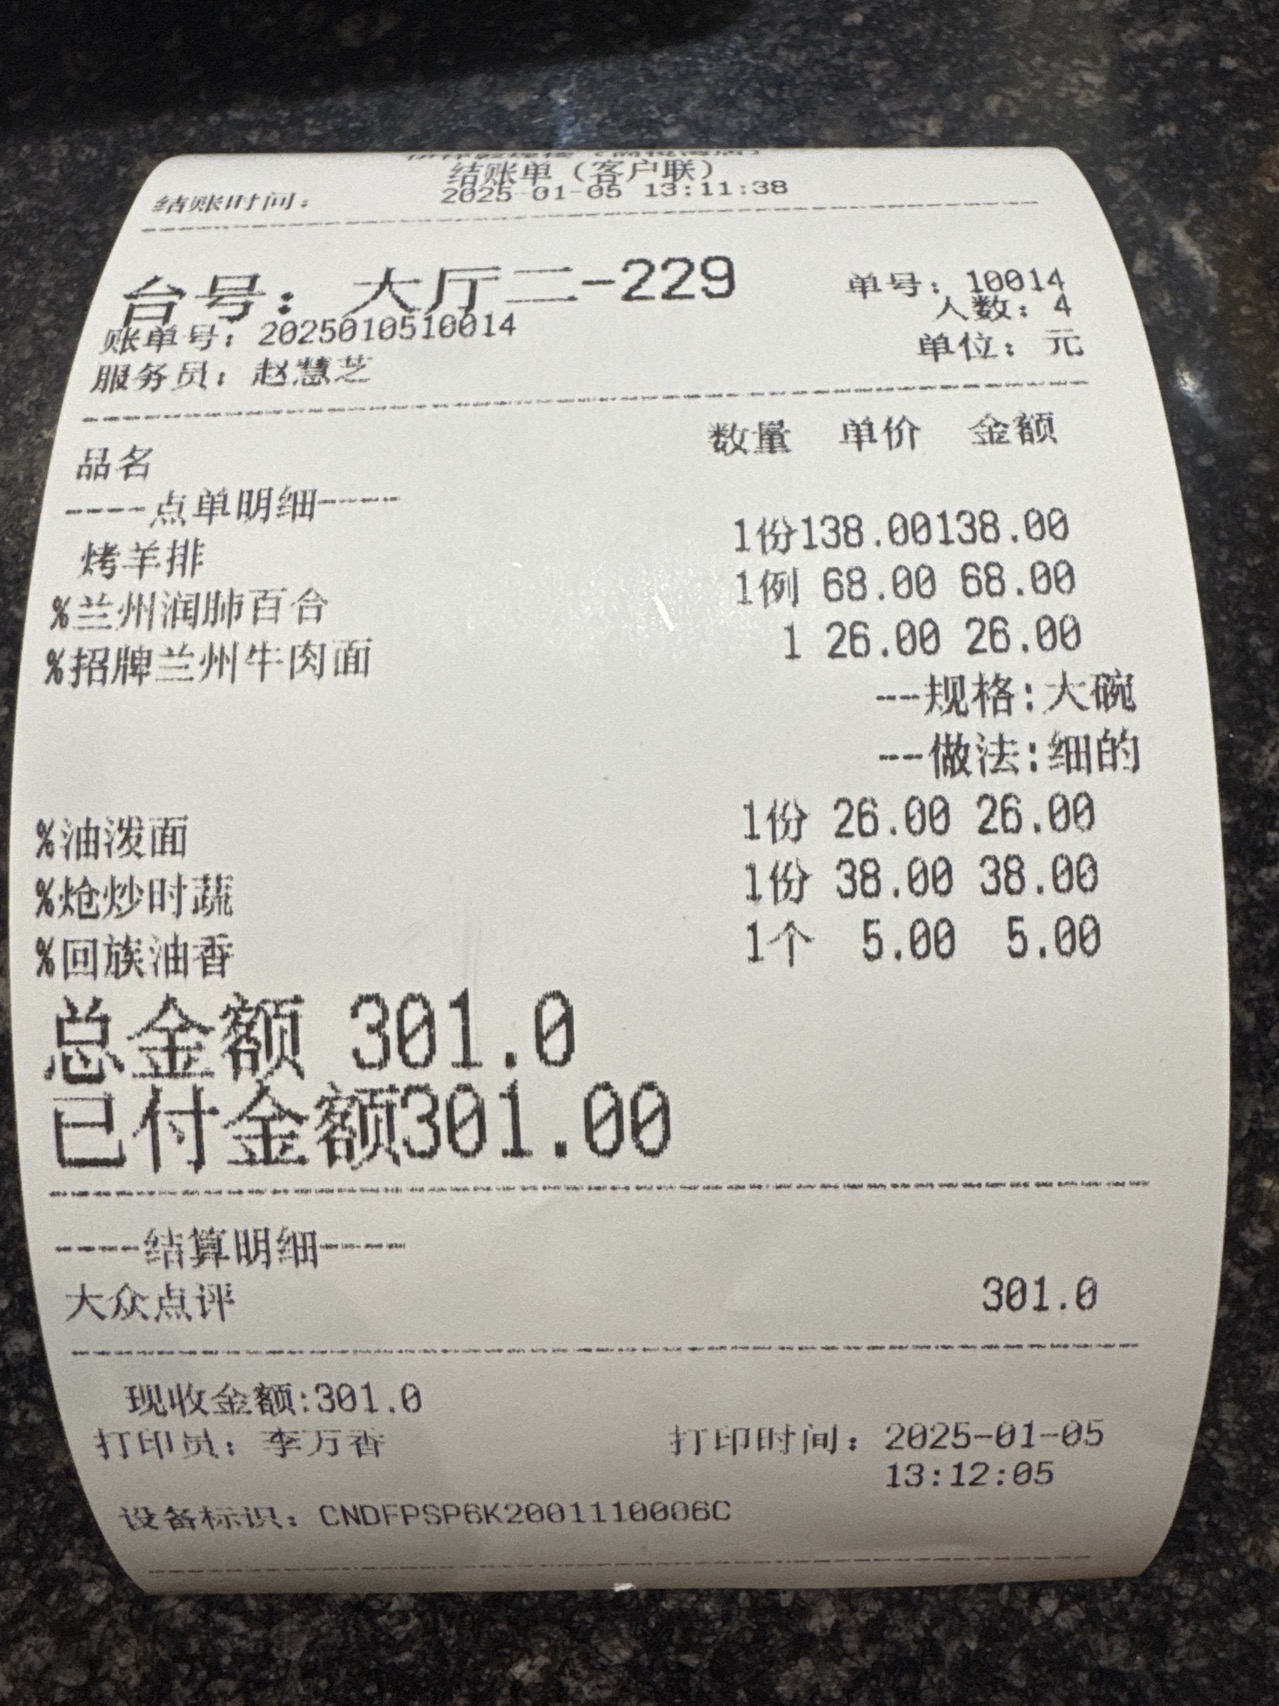 结账单（客户联）
结账时间： 2025-01-05 13:11:38
台号：大厅二-229 单号：10014
人数：4
账单号：2025010510014
服务员：赵慧芝 单位：元
品名 数量 单价 金额
----点单明细----
烤羊排 1份138.00138.00
%兰州润肺百合 1例 68.00 68.00
%招牌兰州牛肉面 1 26.00 26.00
--规格:大碗
--做法:细的
%油泼面 1份 26.00 26.00
%炝炒时蔬 1份 38.00 38.00
%回族油香 1个 5.00 5.00
总金额 301.0
已付金额301.00
----结算明细----
大众点评 301.0
现收金额:301.0
打印员：李万香 打印时间：2025-01-05
13:12:05
设备标识：CNDFPSP6K2001110006C